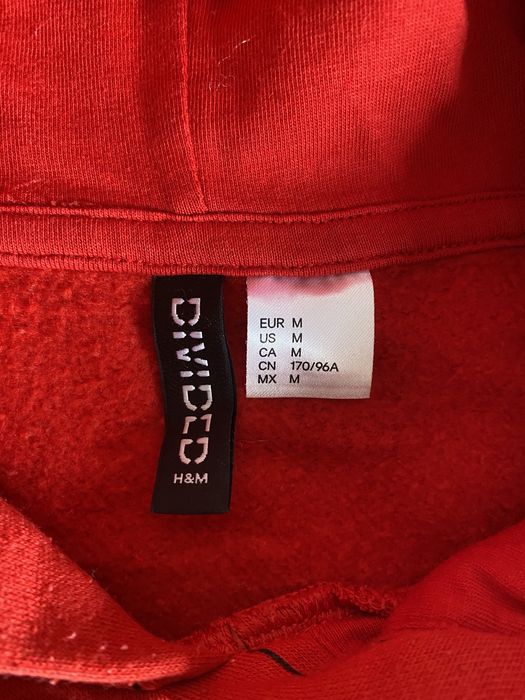 DIVIDED
H&M
EUR M
US M
CA M
CN 170/96A
MX M